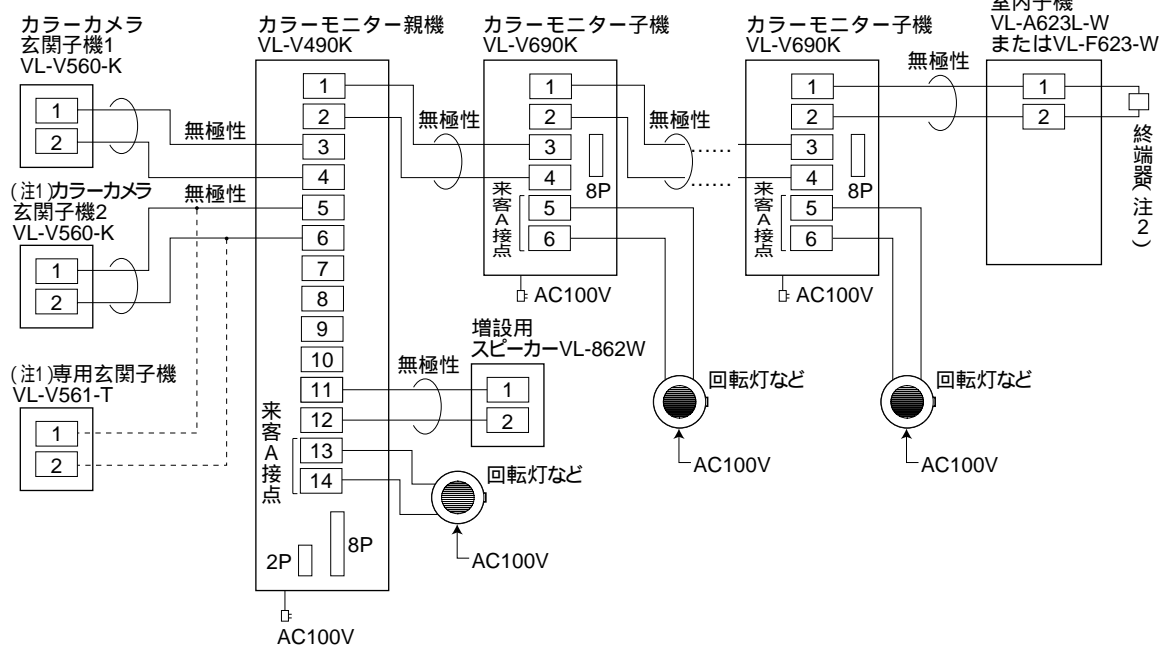 カラーカメラ
玄関子機1
VL-V560-K
1
2
無極性
(注1)カラーカメラ
玄関子機2
VL-V560-K
無極性
1
2
(注1)専用玄関子機
VL-V561-T
1
2
カラーモニター親機
VL-V490K
1
2
3
4
5
6
7
8
9
10
11
12
13
14
来客A接点
2P
8P
AC100V
無極性
無極性
増設用
スピーカーVL-862W
1
2
回転灯など
AC100V
カラーモニター子機
VL-V690K
1
2
3
4
5
6
8P
来客A接点
AC100V
無極性
......
......
回転灯など
AC100V
カラーモニター子機
VL-V690K
1
2
3
4
5
6
8P
来客A接点
AC100V
無極性
回転灯など
AC100V
室内子機
VL-A623L-W
またはVL-F623-W
1
2
終端器(注2)